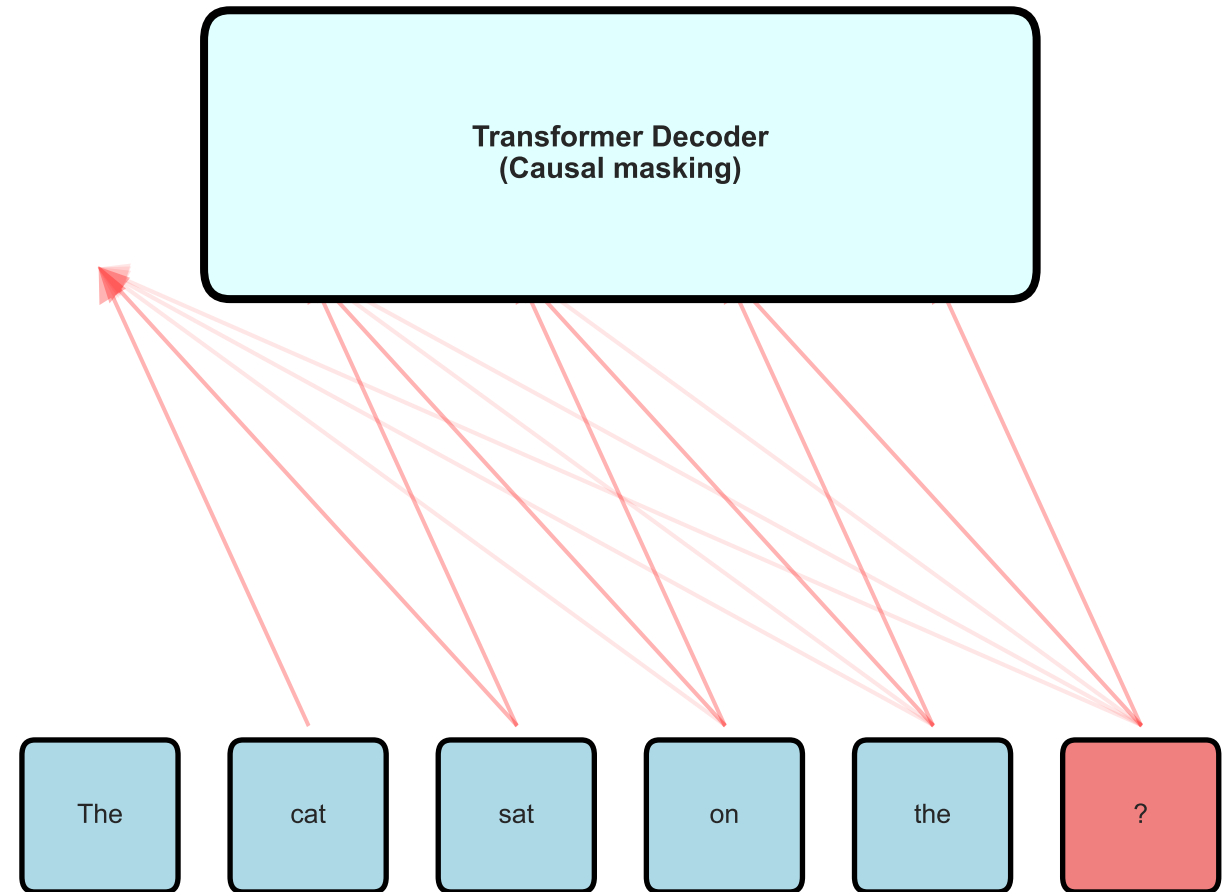 Transformer Decoder
(Causal masking)
The cat sat on the ?